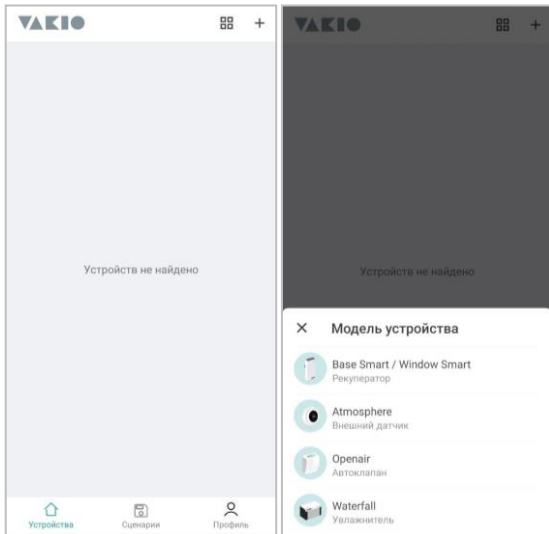 VAKIO
Устройств не найдено
Устройства
Сценарии
Профиль
VAKIO
Устройств не найдено
Модель устройства
Base Smart / Window Smart
Рекуператор
Atmosphere
Внешний датчик
Openair
Автоклапан
Waterfall
Увлажнитель